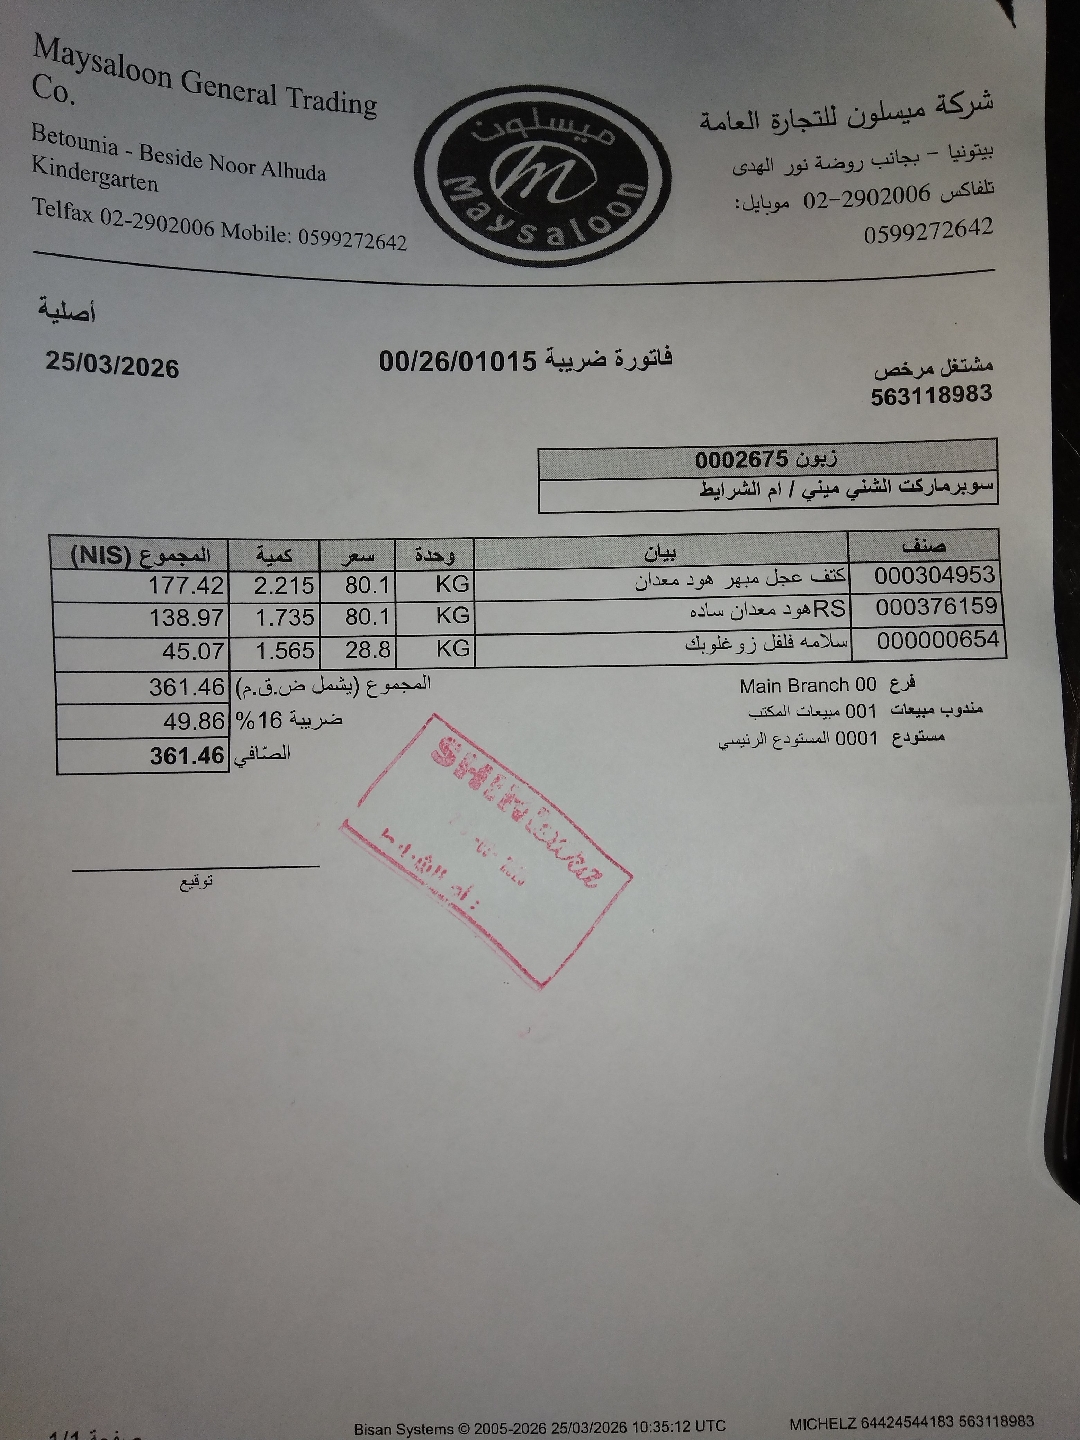 Maysaloon General Trading
Co.
Betounia - Beside Noor Alhuda
Kindergarten
Telfax 02-2902006 Mobile: 0599272642
ميسلون
Maysaloon
شركة ميسلون للتجارة العامة
بيتونيا - بجانب روضة نور الهدى
تلفاكس 02-2902006 موبايل:
0599272642
أصلية
25/03/2026
فاتورة ضريبة 00/26/01015
مشتغل مرخص
563118983
زبون 0002675
سوبرماركت الشني ميني / ام الشرايط
صنف بيان وحدة سعر كمية المجموع (NIS)
000304953 كتف عجل مبهر هود معدان KG 80.1 2.215 177.42
000376159 RSهود معدان ساده KG 80.1 1.735 138.97
000000654 سلامه فلفل زوغلوبك KG 28.8 1.565 45.07
المجموع (يشمل ض.ق.م) 361.46
ضريبة 16% 49.86
الصافي 361.46
فرع Main Branch 00
مندوب مبيعات 001 مبيعات المكتب
مستودع 0001 المستودع الرئيسي
توقيع
Bisan Systems © 2005-2026 25/03/2026 10:35:12 UTC
MICHELZ 64424544183 563118983
صفحة 1/1